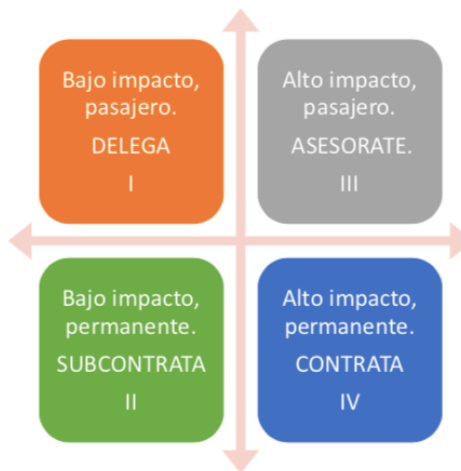 Bajo impacto,
pasajero.
DELEGA
I
Alto impacto,
pasajero.
ASESORATE.
III
Bajo impacto,
permanente.
SUBCONTRATA
II
Alto impacto,
permanente.
CONTRATA
IV